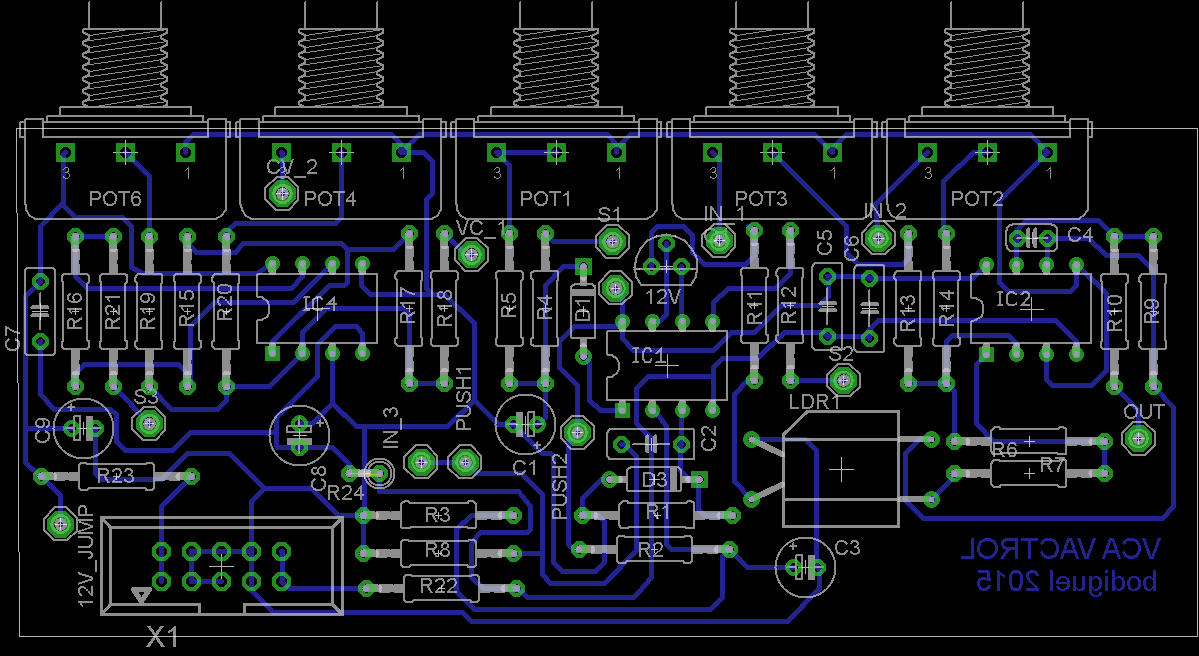 3 1 3 1 3 1 3 1 3 1
POT6 POT4 POT1 POT3 POT2
CV_2
VC_1 S1 IN_1 IN_2
C4
C5 C6
12V
C7 R16 R21 R19 R15 R20 IC4 R17 R18 R5 R4 D1 R11 R12 R13 R14 IC2 R10 R9
IC1
S2
S3 PUSH1 LDR1
IN_3 OUT
C9 C2
R6
C8 C1 R7
R23 R24 PUSH2 D3
R3 R1
12V_JUMP
R8 R2 C3
R22
VCA VACTROL
bodiguel 2015
X1